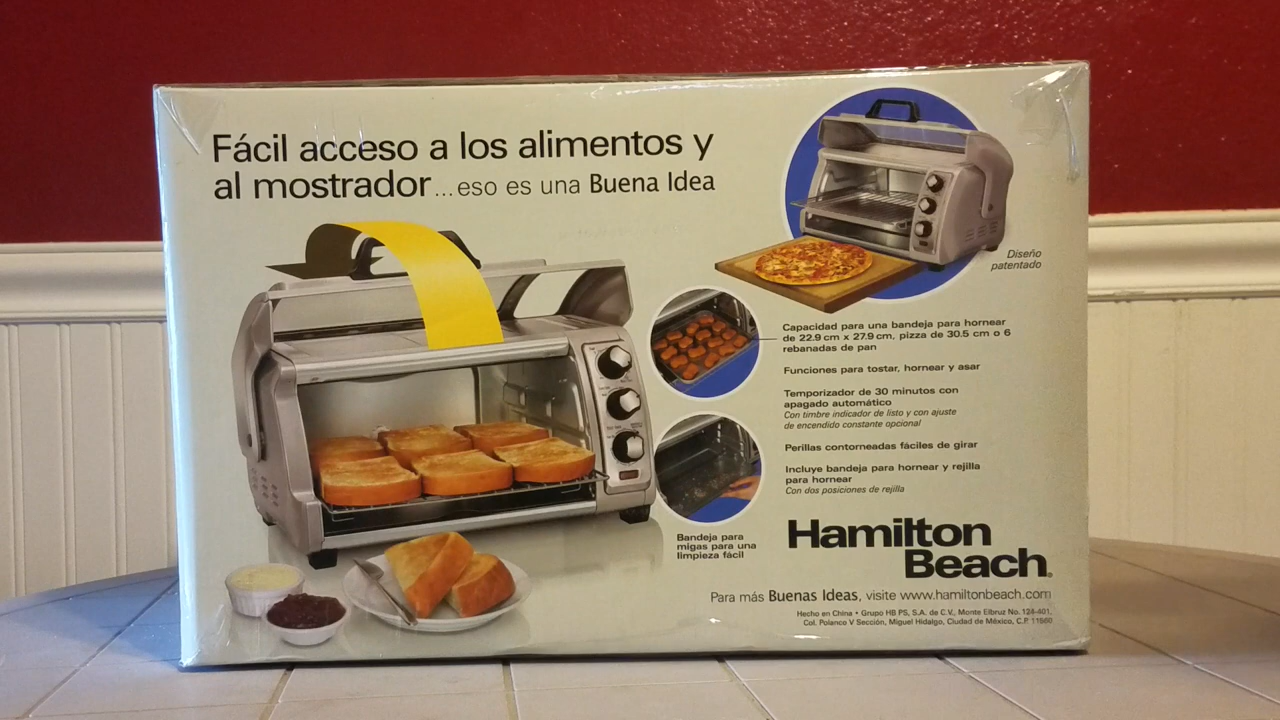 Fácil acceso a los alimentos y
al mostrador...eso es una Buena Idea
Diseño
patentado
Capacidad para una bandeja para hornear
de 22.9 cm x 27.9 cm, pizza de 30.5 cm o 6
rebanadas de pan
Funciones para tostar, hornear y asar
Temporizador de 30 minutos con
apagado automático
Con timbre indicador de listo y con ajuste
de encendido constante opcional
Perillas contorneadas fáciles de girar
Incluye bandeja para hornear y rejilla
para hornear
Con dos posiciones de rejilla
Bandeja para
migas para una
limpieza fácil
Hamilton
Beach®
Para más Buenas Ideas, visite www.hamiltonbeach.com
Hecho en China • Grupo HB PS, S.A. de C.V., Monte Elbruz No. 124-401,
Col. Polanco V Sección, Miguel Hidalgo, Ciudad de México, C.P. 11560